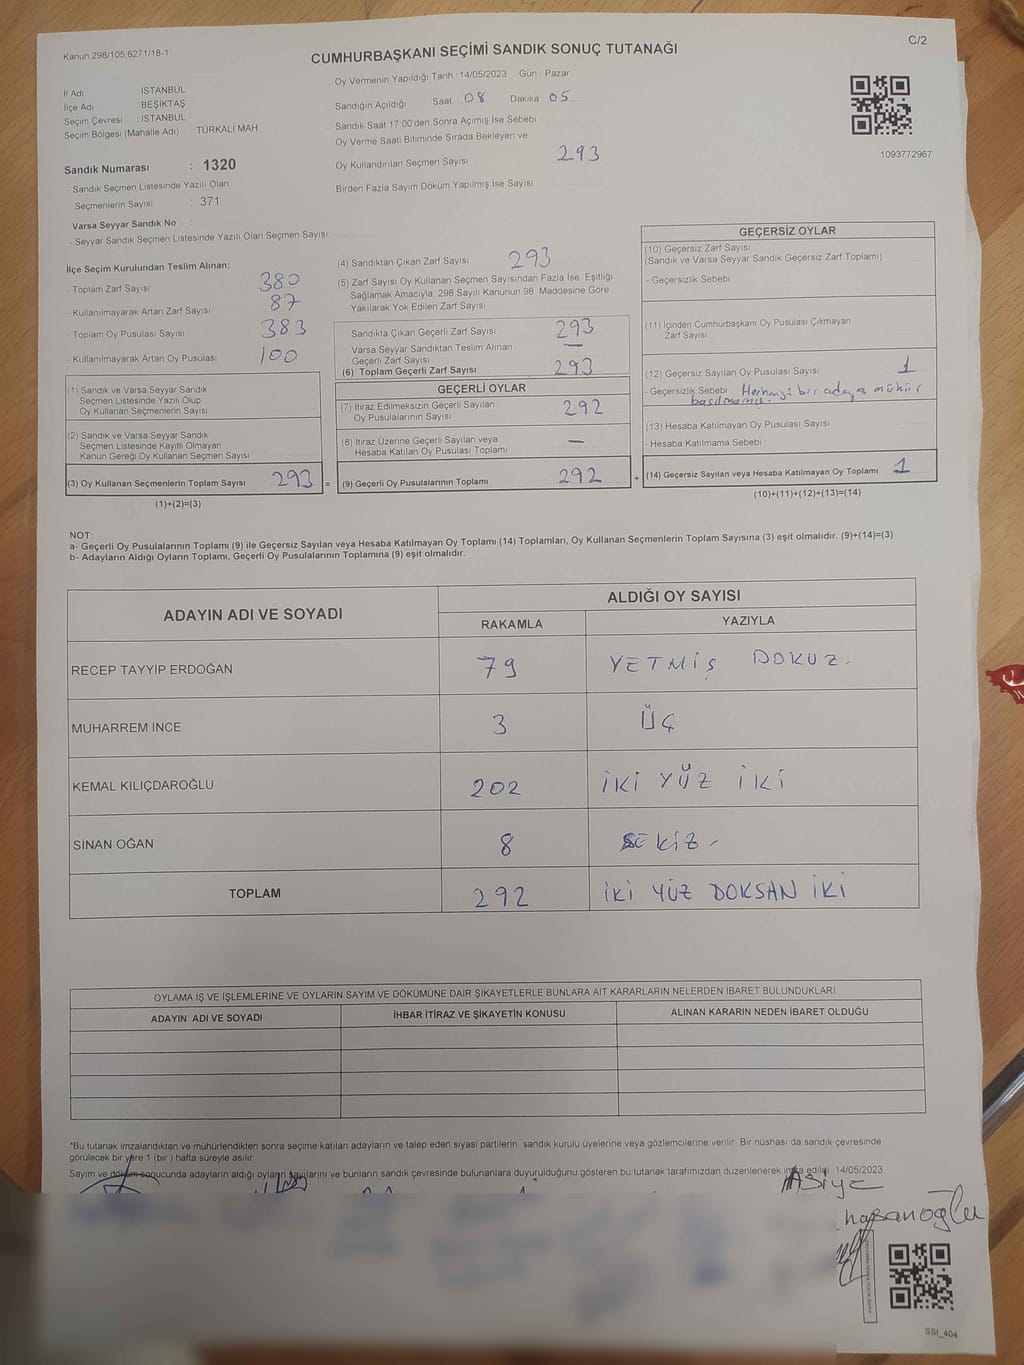 Kanun:298/105;6271/18-1
C/2
CUMHURBAŞKANI SEÇİMİ SANDIK SONUÇ TUTANAĞI
İl Adı : İSTANBUL
İlçe Adı : BEŞİKTAŞ
Seçim Çevresi : İSTANBUL
Seçim Bölgesi (Mahalle Adı) : TÜRKALİ MAH
Sandık Numarası : 1320
- Sandık Seçmen Listesinde Yazılı Olan
Seçmenlerin Sayısı : 371
Varsa Seyyar Sandık No :
- Seyyar Sandık Seçmen Listesinde Yazılı Olan Seçmen Sayısı:
Oy Vermenin Yapıldığı Tarih :14/05/2023 Gün : Pazar
Sandığın Açıldığı Saat 08 Dakika 05
Sandık Saat 17:00'den Sonra Açılmış İse Sebebi
Oy Verme Saati Bitiminde Sırada Bekleyen ve
Oy Kullandırılan Seçmen Sayısı 293
Birden Fazla Sayım Döküm Yapılmış İse Sayısı
1093772967
İlçe Seçim Kurulundan Teslim Alınan;
- Toplam Zarf Sayısı 380
- Kullanılmayarak Artan Zarf Sayısı 87
- Toplam Oy Pusulası Sayısı 383
- Kullanılmayarak Artan Oy Pusulası 100
(1) Sandık ve Varsa Seyyar Sandık
Seçmen Listesinde Yazılı Olup
Oy Kullanan Seçmenlerin Sayısı
(2) Sandık ve Varsa Seyyar Sandık
Seçmen Listesinde Kayıtlı Olmayan
Kanun Gereği Oy Kullanan Seçmen Sayısı
(3) Oy Kullanan Seçmenlerin Toplam Sayısı 293 =
(1)+(2)=(3)
(4) Sandıktan Çıkan Zarf Sayısı 293
(5) Zarf Sayısı Oy Kullanan Seçmen Sayısından Fazla İse, Eşitliği
Sağlamak Amacıyla; 298 Sayılı Kanunun 98. Maddesine Göre
Yakılarak Yok Edilen Zarf Sayısı
Sandıkta Çıkan Geçerli Zarf Sayısı 293
Varsa Seyyar Sandıktan Teslim Alınan
Geçerli Zarf Sayısı —
(6) Toplam Geçerli Zarf Sayısı 293
GEÇERLİ OYLAR
(7) İtiraz Edilmeksizin Geçerli Sayılan
Oy Pusulalarının Sayısı 292
(8) İtiraz Üzerine Geçerli Sayılan veya
Hesaba Katılan Oy Pusulası Toplamı —
(9) Geçerli Oy Pusulalarının Toplamı 292 +
GEÇERSİZ OYLAR
(10) Geçersiz Zarf Sayısı
(Sandık ve Varsa Seyyar Sandık Geçersiz Zarf Toplamı)
- Geçersizlik Sebebi
(11) İçinden Cumhurbaşkanı Oy Pusulası Çıkmayan
Zarf Sayısı
(12) Geçersiz Sayılan Oy Pusulası Sayısı 1
- Geçersizlik Sebebi Herhangi bir adaya mühür
basılmamış.
(13) Hesaba Katılmayan Oy Pusulası Sayısı
- Hesaba Katılmama Sebebi :
(14) Geçersiz Sayılan veya Hesaba Katılmayan Oy Toplamı 1
(10)+(11)+(12)+(13)=(14)
NOT:
a- Geçerli Oy Pusulalarının Toplamı (9) ile Geçersiz Sayılan veya Hesaba Katılmayan Oy Toplamı (14) Toplamları, Oy Kullanan Seçmenlerin Toplam Sayısına (3) eşit olmalıdır. (9)+(14)=(3)
b- Adayların Aldığı Oyların Toplamı, Geçerli Oy Pusulalarının Toplamına (9) eşit olmalıdır.
ADAYIN ADI VE SOYADI
ALDIĞI OY SAYISI
RAKAMLA YAZIYLA
RECEP TAYYIP ERDOĞAN 79 YETMİŞ DOKUZ.
MUHARREM İNCE 3 ÜÇ
KEMAL KILIÇDAROĞLU 202 İKİ YÜZ İKİ
SİNAN OĞAN 8 SEKİZ
TOPLAM 292 İKİ YÜZ DOKSAN İKİ
OYLAMA İŞ VE İŞLEMLERİNE VE OYLARIN SAYIM VE DÖKÜMÜNE DAİR ŞİKAYETLERLE BUNLARA AİT KARARLARIN NELERDEN İBARET BULUNDUKLARI
ADAYIN ADI VE SOYADI İHBAR İTİRAZ VE ŞİKAYETİN KONUSU ALINAN KARARIN NEDEN İBARET OLDUĞU
*Bu tutanak imzalandıktan ve mühürlendikten sonra seçime katılan adayların ve talep eden siyasi partilerin sandık kurulu üyelerine veya gözlemcilerine verilir. Bir nüshası da sandık çevresinde
görülecek bir yere 1 (bir) hafta süreyle asılır.
Sayım ve döküm sonucunda adayların aldığı oyların sayılarını ve bunların sandık çevresinde bulunanlara duyurulduğunu gösteren bu tutanak tarafımızdan düzenlenerek imza edildi. 14/05/2023
Asiye
hasanoğlu
SSI_404